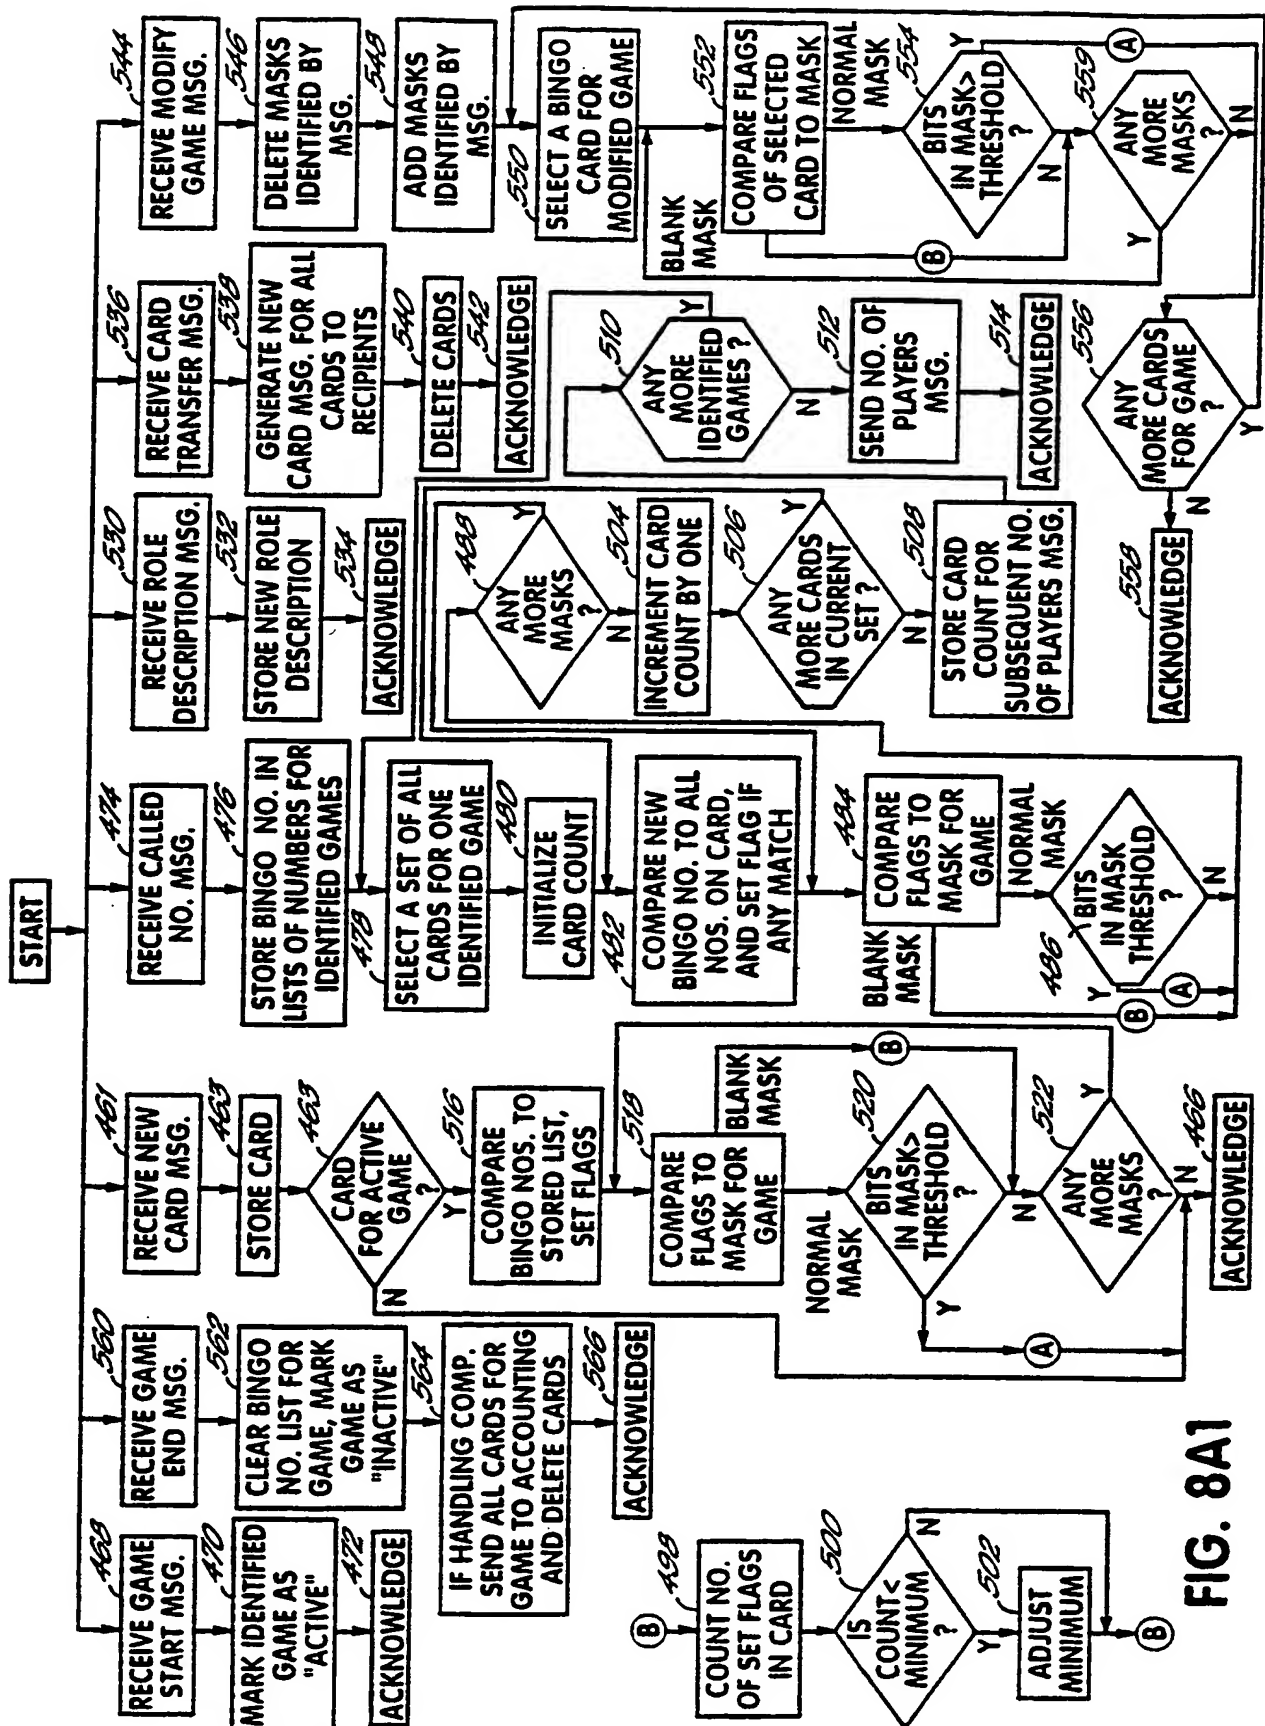 START
468
RECEIVE GAME
START MSG.
470
MARK IDENTIFIED
GAME AS
"ACTIVE"
472
ACKNOWLEDGE
560
RECEIVE GAME
END MSG.
562
CLEAR BINGO
NO. LIST FOR
GAME, MARK
GAME AS
"INACTIVE"
564
IF HANDLING COMP.
SEND ALL CARDS FOR
GAME TO ACCOUNTING
AND DELETE CARDS
566
ACKNOWLEDGE
461
RECEIVE NEW
CARD MSG.
463
STORE CARD
463
CARD
FOR ACTIVE
GAME
?
N
Y
516
COMPARE
BINGO NOS. TO
STORED LIST,
SET FLAGS
518
COMPARE
FLAGS TO
MASK FOR
GAME
BLANK
MASK
B
NORMAL
MASK
520
BITS
IN MASK>
THRESHOLD
?
Y
N
A
522
ANY
MORE
MASKS
?
Y
N
466
ACKNOWLEDGE
474
RECEIVE CALLED
NO. MSG.
476
STORE BINGO NO. IN
LISTS OF NUMBERS FOR
IDENTIFIED GAMES
478
SELECT A SET OF ALL
CARDS FOR ONE
IDENTIFIED GAME
480
INITIALIZE
CARD COUNT
482
COMPARE NEW
BINGO NO. TO ALL
NOS. ON CARD,
AND SET FLAG IF
ANY MATCH
484
COMPARE
FLAGS TO
MASK FOR
GAME
BLANK
MASK
NORMAL
MASK
486
BITS
IN MASK
THRESHOLD
?
Y
N
A
B
488
ANY
MORE
MASKS
?
Y
N
504
INCREMENT CARD
COUNT BY ONE
506
ANY
MORE CARDS
IN CURRENT
SET ?
Y
N
508
STORE CARD
COUNT FOR
SUBSEQUENT NO.
OF PLAYERS MSG.
510
ANY
MORE
IDENTIFIED
GAMES ?
Y
N
512
SEND NO. OF
PLAYERS
MSG.
514
ACKNOWLEDGE
530
RECEIVE ROLE
DESCRIPTION MSG.
532
STORE NEW ROLE
DESCRIPTION
534
ACKNOWLEDGE
536
RECEIVE CARD
TRANSFER MSG.
538
GENERATE NEW
CARD MSG. FOR ALL
CARDS TO
RECIPIENTS
540
DELETE CARDS
542
ACKNOWLEDGE
544
RECEIVE MODIFY
GAME MSG.
546
DELETE MASKS
IDENTIFIED BY
MSG.
548
ADD MASKS
IDENTIFIED BY
MSG.
550
SELECT A BINGO
CARD FOR
MODIFIED GAME
552
COMPARE FLAGS
OF SELECTED
CARD TO MASK
BLANK
MASK
NORMAL
MASK
B
554
BITS
IN MASK>
THRESHOLD
?
Y
N
A
559
ANY
MORE
MASKS
?
Y
N
556
ANY
MORE CARDS
FOR GAME
?
Y
N
558
ACKNOWLEDGE
B
498
COUNT NO.
OF SET FLAGS
IN CARD
500
IS
COUNT<
MINIMUM
?
N
Y
502
ADJUST
MINIMUM
B
FIG. 8A1